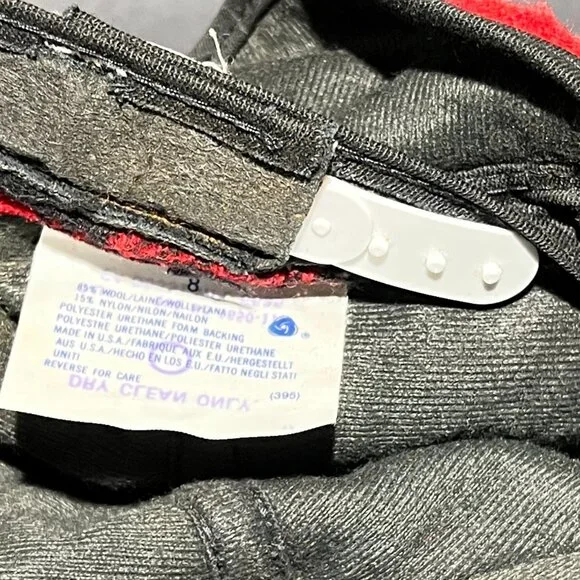 8
85% WOOL/LAINE/WOLLE/LANA
15% NYLON/NILON/NAILON
POLYESTER URETHANE FOAM BACKING
POLYESTRE URETHANE/POLIESTER URETHANE
MADE IN U.S.A./FABRIQUE AUX E.U./HERGESTELLT
AUS U.S.A./HECHO EN LOS E.U./FATTO NEGLI STATI
UNITI
REVERSE FOR CARE
(395)
DRY CLEAN ONLY